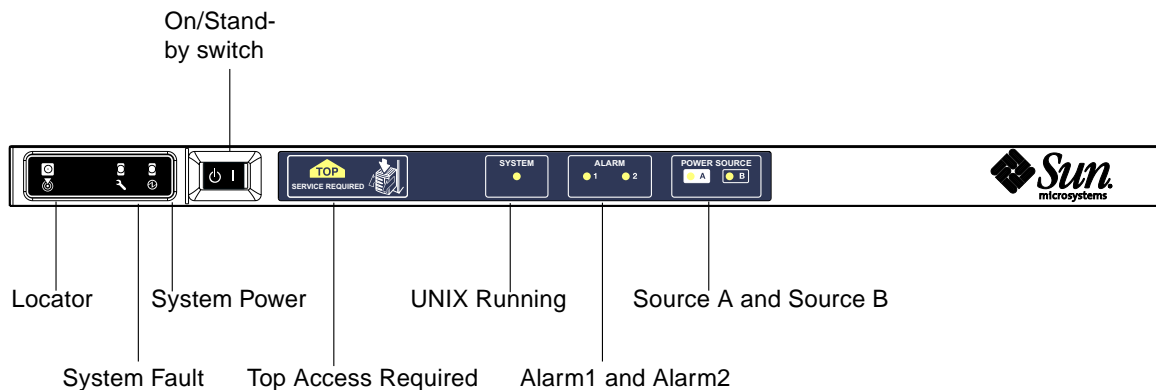 On/Stand-
by switch
TOP
SERVICE REQUIRED
SYSTEM
ALARM
1 2
POWER SOURCE
A B
Sun.
microsystems
Locator
System Power
UNIX Running
Source A and Source B
System Fault
Top Access Required
Alarm1 and Alarm2